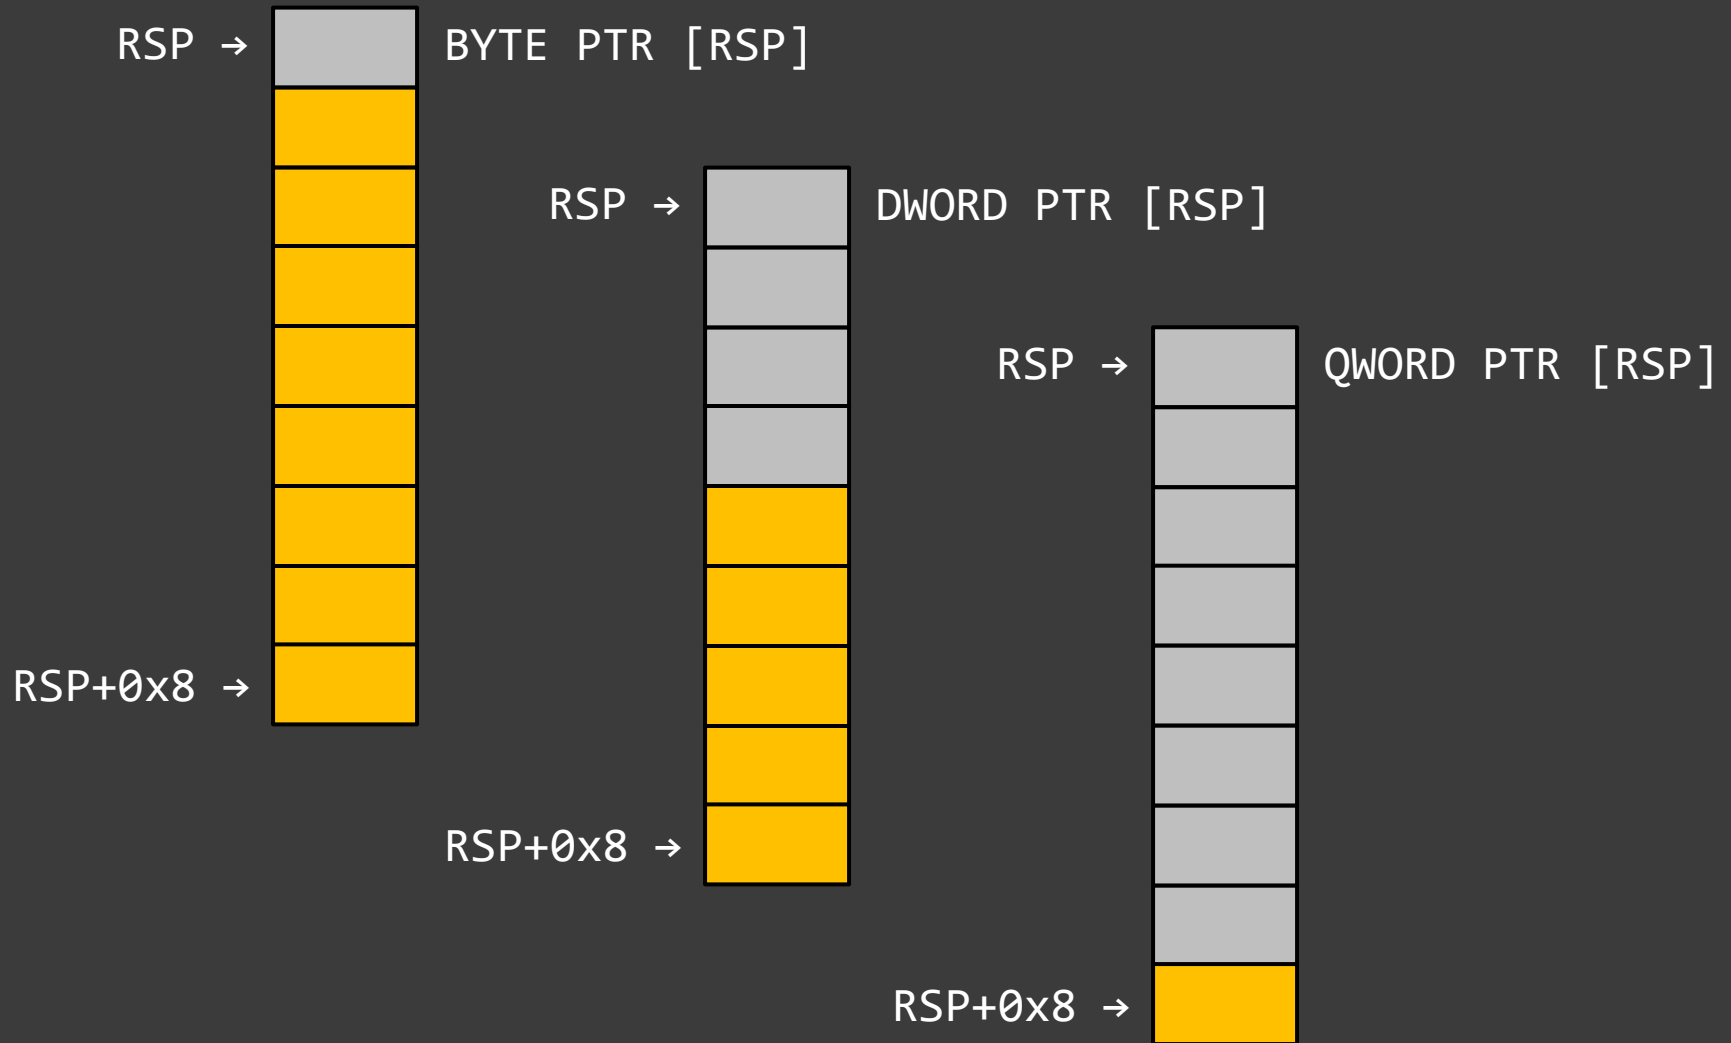 RSP → BYTE PTR [RSP]
RSP → DWORD PTR [RSP]
RSP → QWORD PTR [RSP]
RSP+0x8 →
RSP+0x8 →
RSP+0x8 →